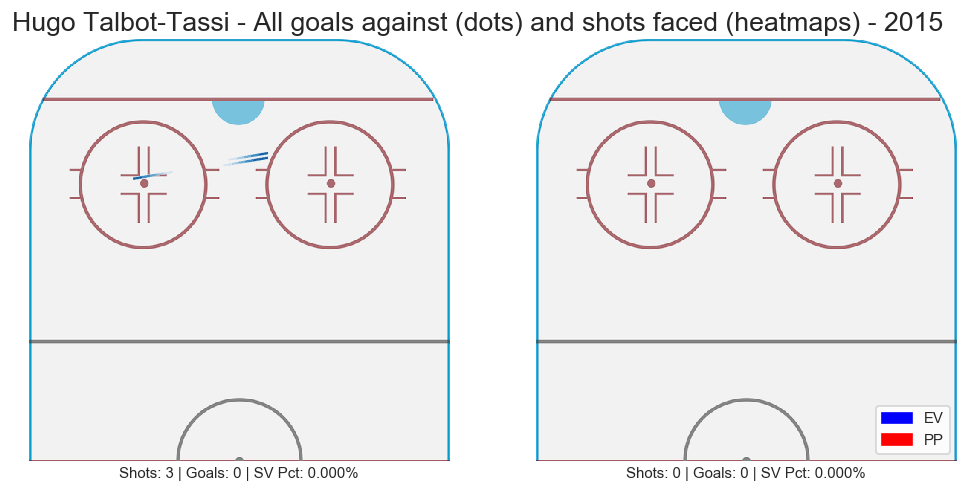 Hugo Talbot-Tassi - All goals against (dots) and shots faced (heatmaps) - 2015
EV
PP
Shots: 3 | Goals: 0 | SV Pct: 0.000%
Shots: 0 | Goals: 0 | SV Pct: 0.000%